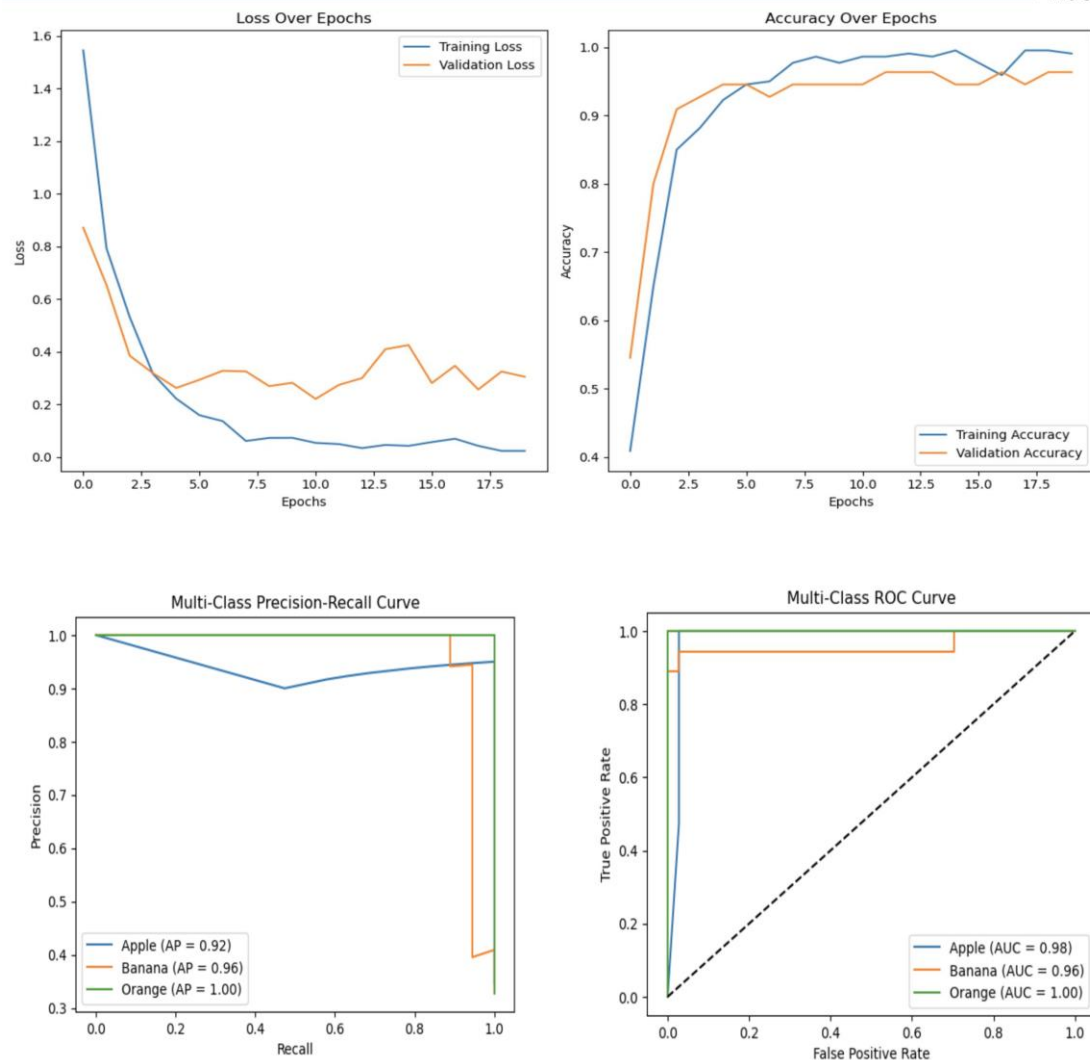 Loss Over Epochs
Training Loss
Validation Loss
1.6
1.4
1.2
1.0
0.8
0.6
0.4
0.2
0.0
Loss
0.0 2.5 5.0 7.5 10.0 12.5 15.0 17.5
Epochs
Accuracy Over Epochs
1.0
0.9
0.8
0.7
0.6
0.5
0.4
Accuracy
Training Accuracy
Validation Accuracy
0.0 2.5 5.0 7.5 10.0 12.5 15.0 17.5
Epochs
Multi-Class Precision-Recall Curve
1.0
0.9
0.8
0.7
0.6
0.5
0.4
0.3
Precision
Apple (AP = 0.92)
Banana (AP = 0.96)
Orange (AP = 1.00)
0.0 0.2 0.4 0.6 0.8 1.0
Recall
Multi-Class ROC Curve
1.0
0.8
0.6
0.4
0.2
0.0
True Positive Rate
Apple (AUC = 0.98)
Banana (AUC = 0.96)
Orange (AUC = 1.00)
0.0 0.2 0.4 0.6 0.8 1.0
False Positive Rate